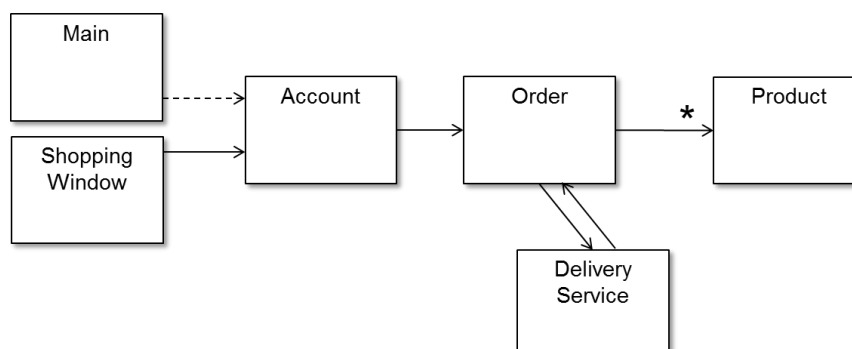 Main
Account
Order
*
Product
Shopping
Window
Delivery
Service